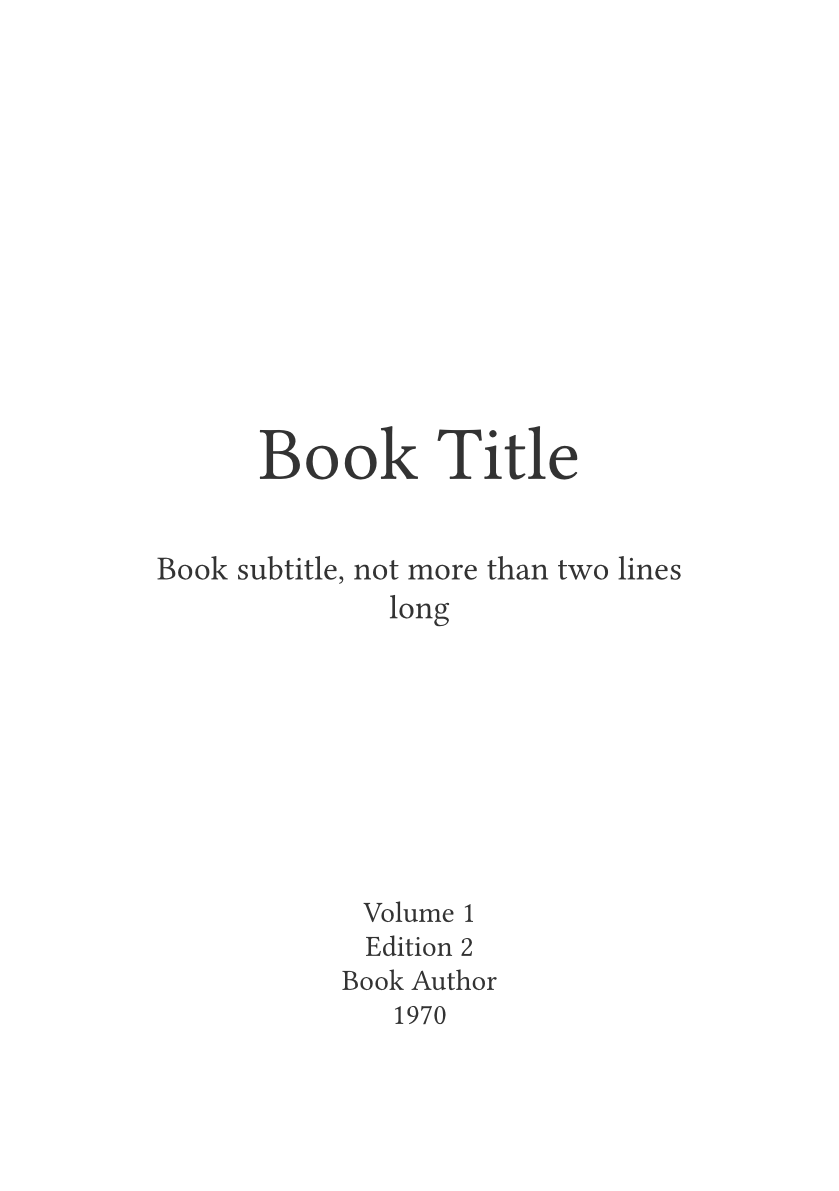 Book Title
Book subtitle, not more than two lines
long
Volume 1
Edition 2
Book Author
1970